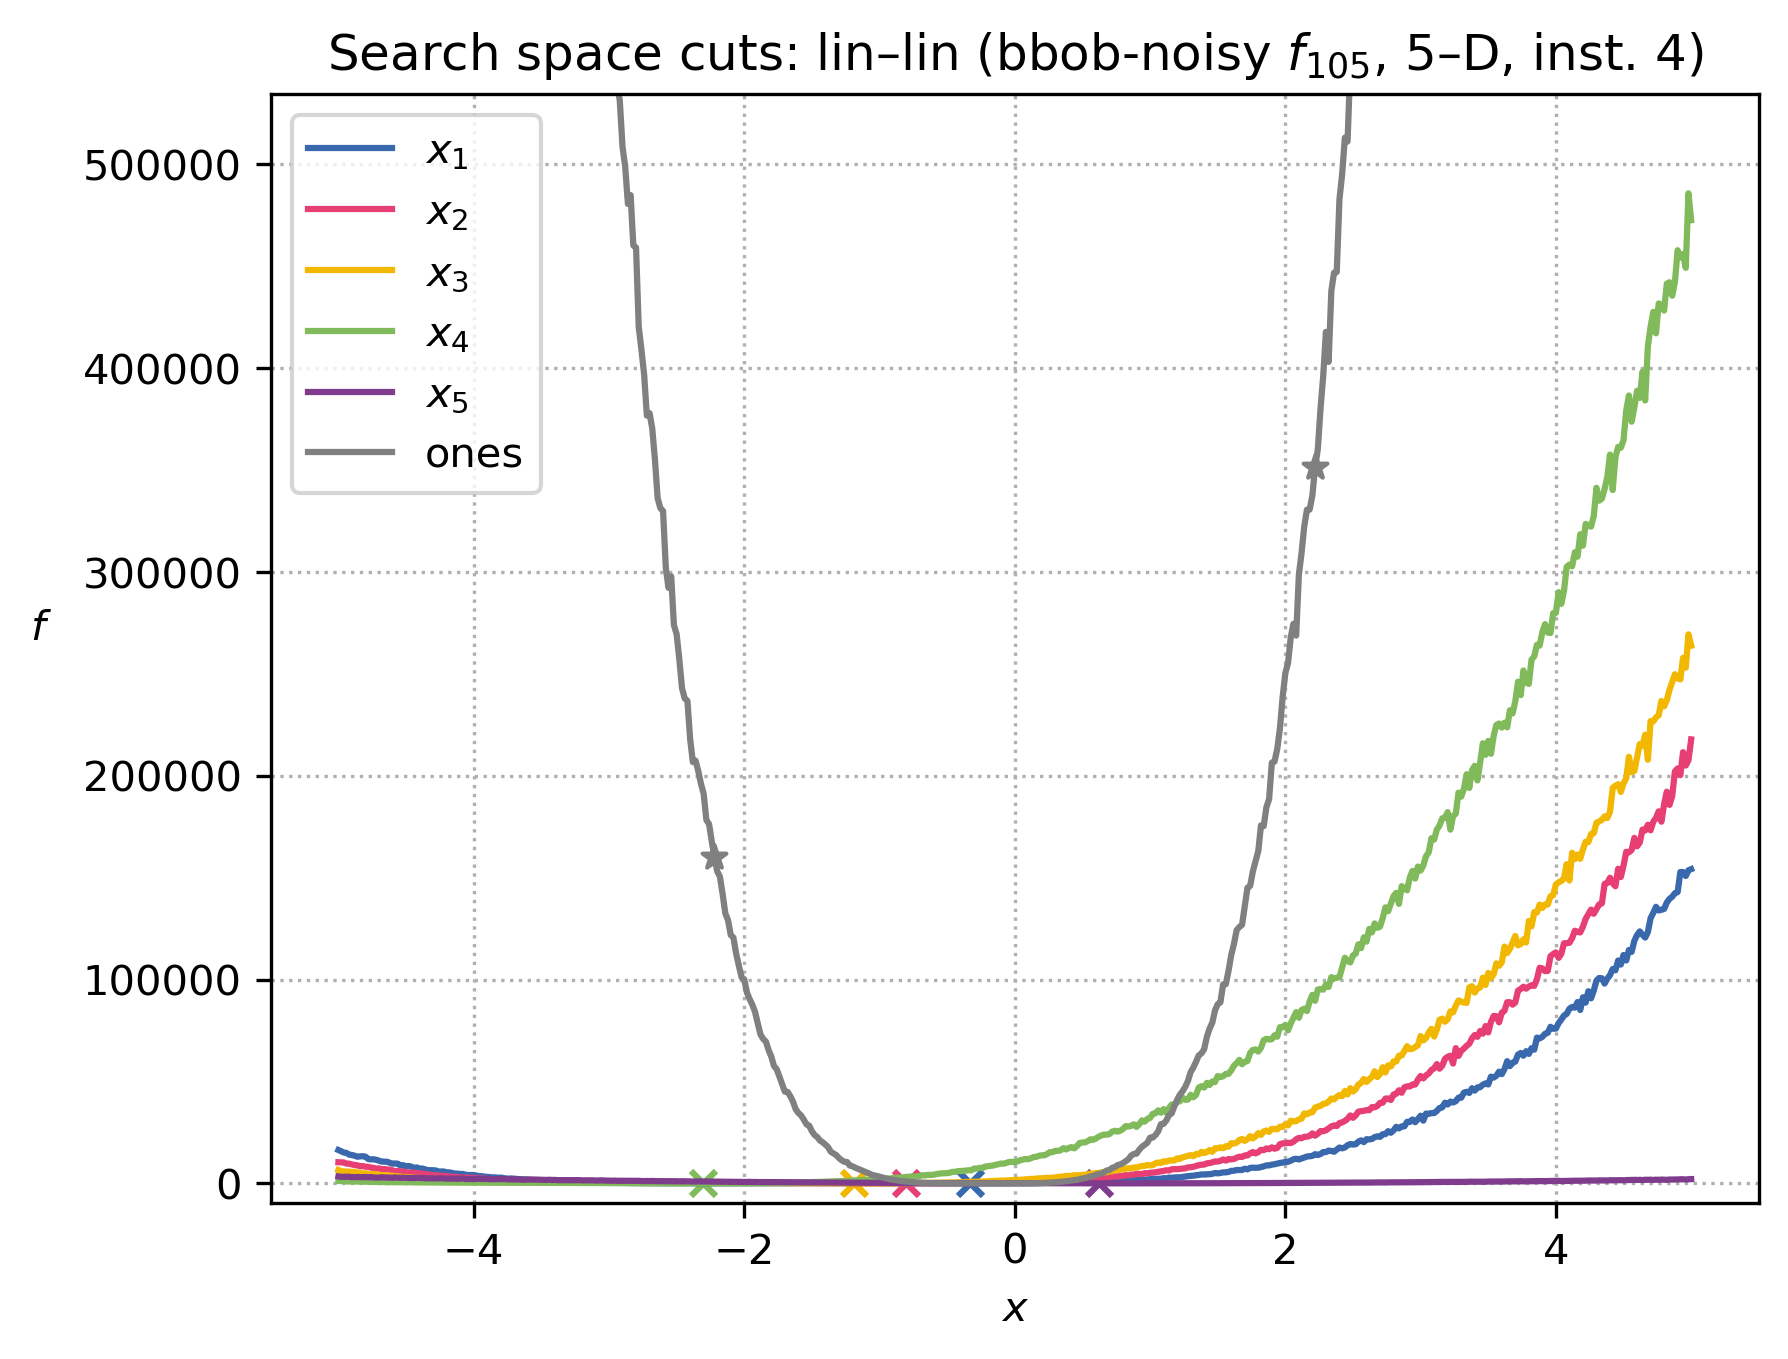 Search space cuts: lin–lin (bbob-noisy f₁₀₅, 5–D, inst. 4)
x₁
x₂
x₃
x₄
x₅
ones
500000
400000
300000
200000
100000
0
f
−4 −2 0 2 4
x